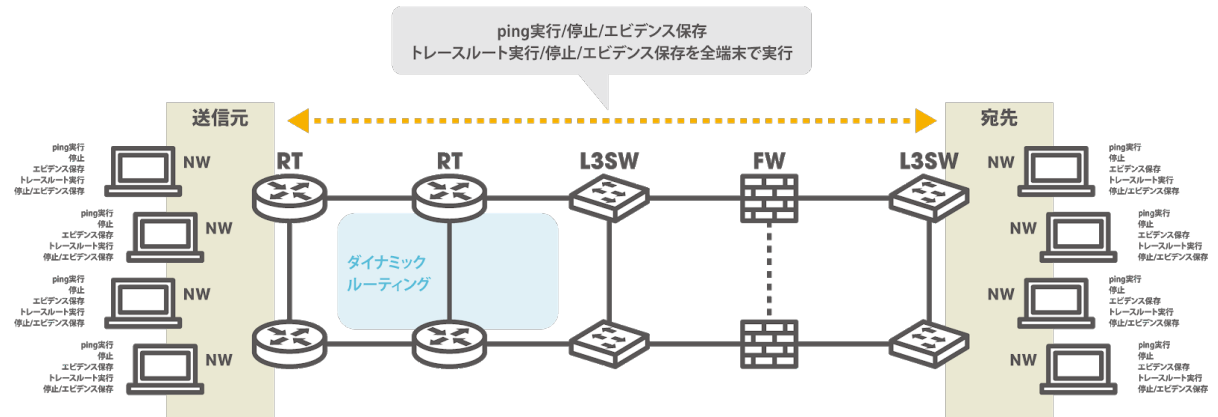 ping実行/停止/エビデンス保存
トレースルート実行/停止/エビデンス保存を全端末で実行
送信元
宛先
RT
RT
L3SW
FW
L3SW
ping実行
停止
エビデンス保存
トレースルート実行
停止/エビデンス保存
NW
ping実行
停止
エビデンス保存
トレースルート実行
停止/エビデンス保存
NW
ping実行
停止
エビデンス保存
トレースルート実行
停止/エビデンス保存
NW
ping実行
停止
エビデンス保存
トレースルート実行
停止/エビデンス保存
NW
ダイナミック
ルーティング
NW
ping実行
停止
エビデンス保存
トレースルート実行
停止/エビデンス保存
NW
ping実行
停止
エビデンス保存
トレースルート実行
停止/エビデンス保存
NW
ping実行
停止
エビデンス保存
トレースルート実行
停止/エビデンス保存
NW
ping実行
停止
エビデンス保存
トレースルート実行
停止/エビデンス保存